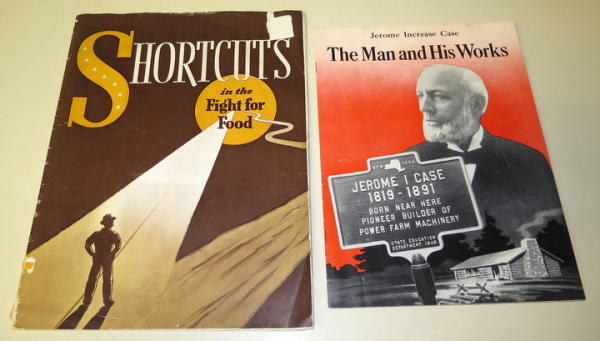 SHORTCUTS
in the
Fight for
Food
Jerome Increase Case
The Man and His Works
NEW YORK
JEROME I CASE
1819-1891
BORN NEAR HERE
PIONEER BUILDER OF
POWER FARM MACHINERY
STATE EDUCATION
DEPARTMENT 1948